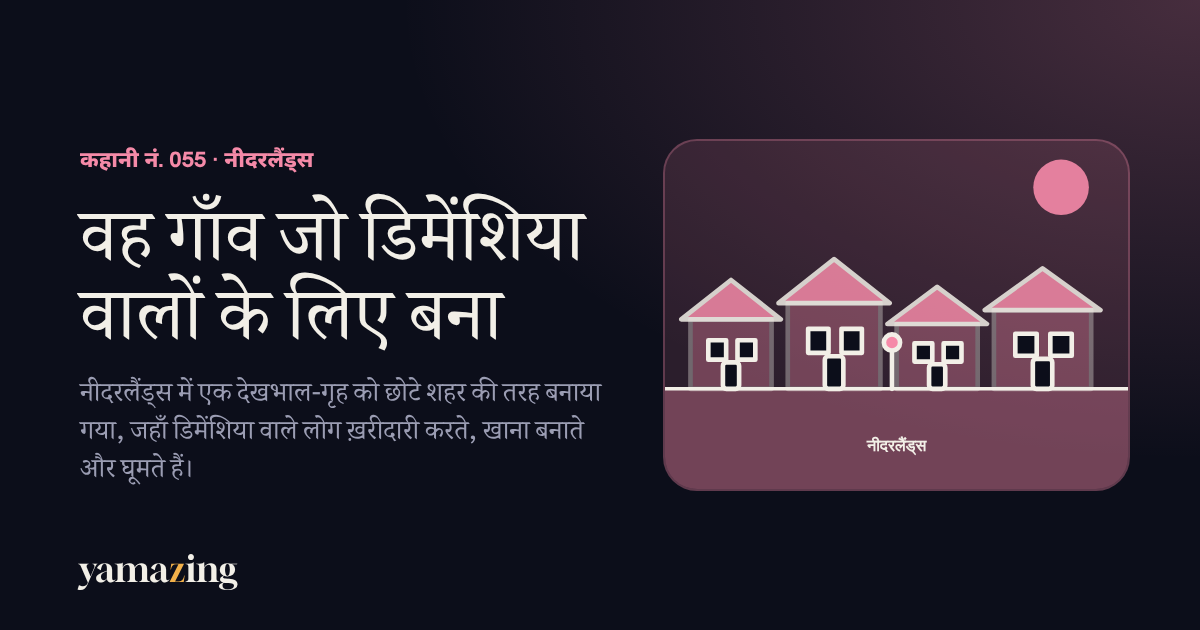 कहानी नं. 055 · नीदरलैंड्स
वह गाँव जो डिमेंशिया
वालों के लिए बना
नीदरलैंड्स में एक देखभाल-गृह को छोटे शहर की तरह बनाया
गया, जहाँ डिमेंशिया वाले लोग ख़रीदारी करते, खाना बनाते
और घूमते हैं।
नीदरलैंड्स
yamazing